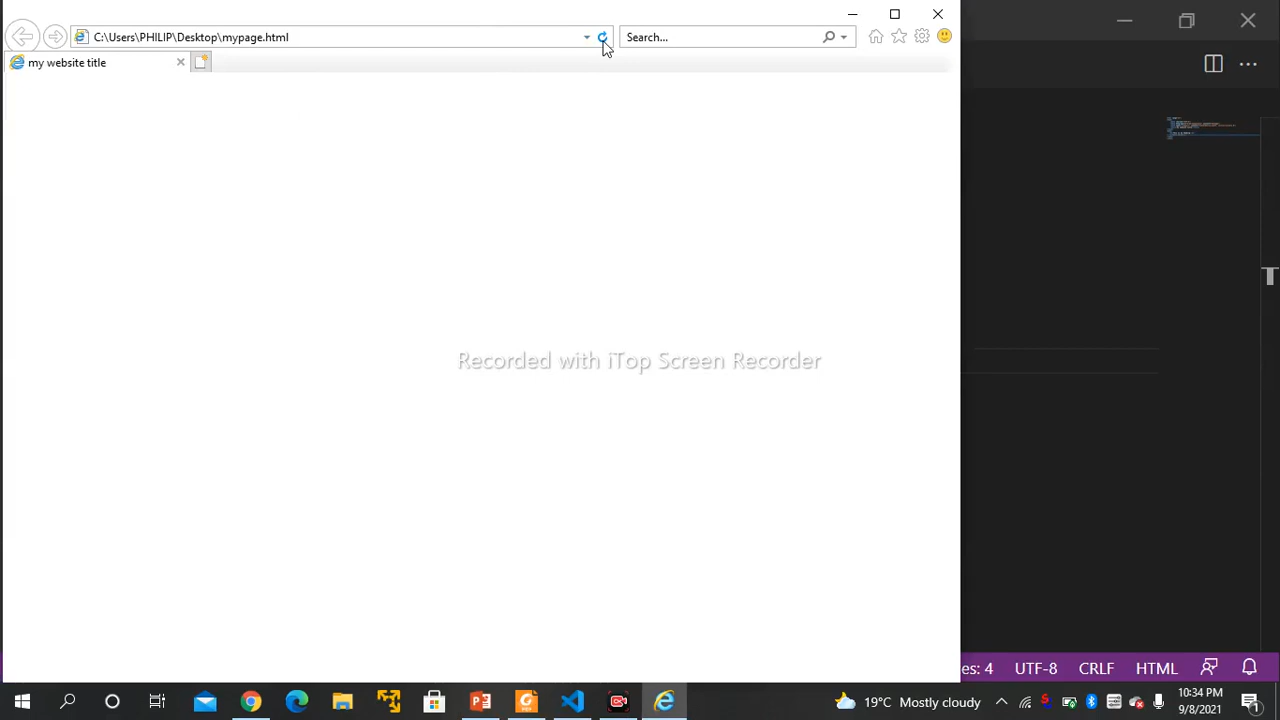 C:\Users\PHILIP\Desktop\mypage.html
Search...
my website title
Recorded with iTop Screen Recorder
es: 4 UTF-8 CRLF HTML
19°C Mostly cloudy
10:34 PM
9/8/2021
1